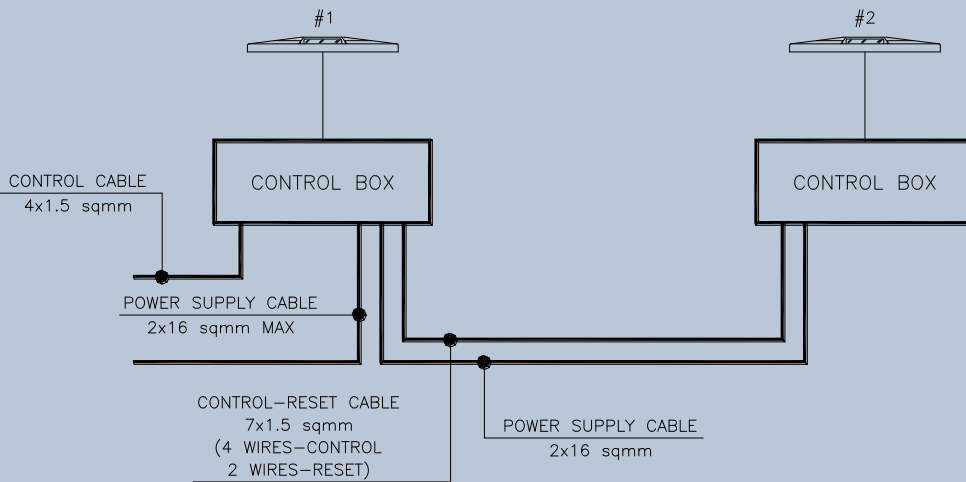 #1
#2
CONTROL BOX
CONTROL BOX
CONTROL CABLE
4x1.5 sqmm
POWER SUPPLY CABLE
2x16 sqmm MAX
CONTROL-RESET CABLE
7x1.5 sqmm
(4 WIRES-CONTROL
2 WIRES-RESET)
POWER SUPPLY CABLE
2x16 sqmm